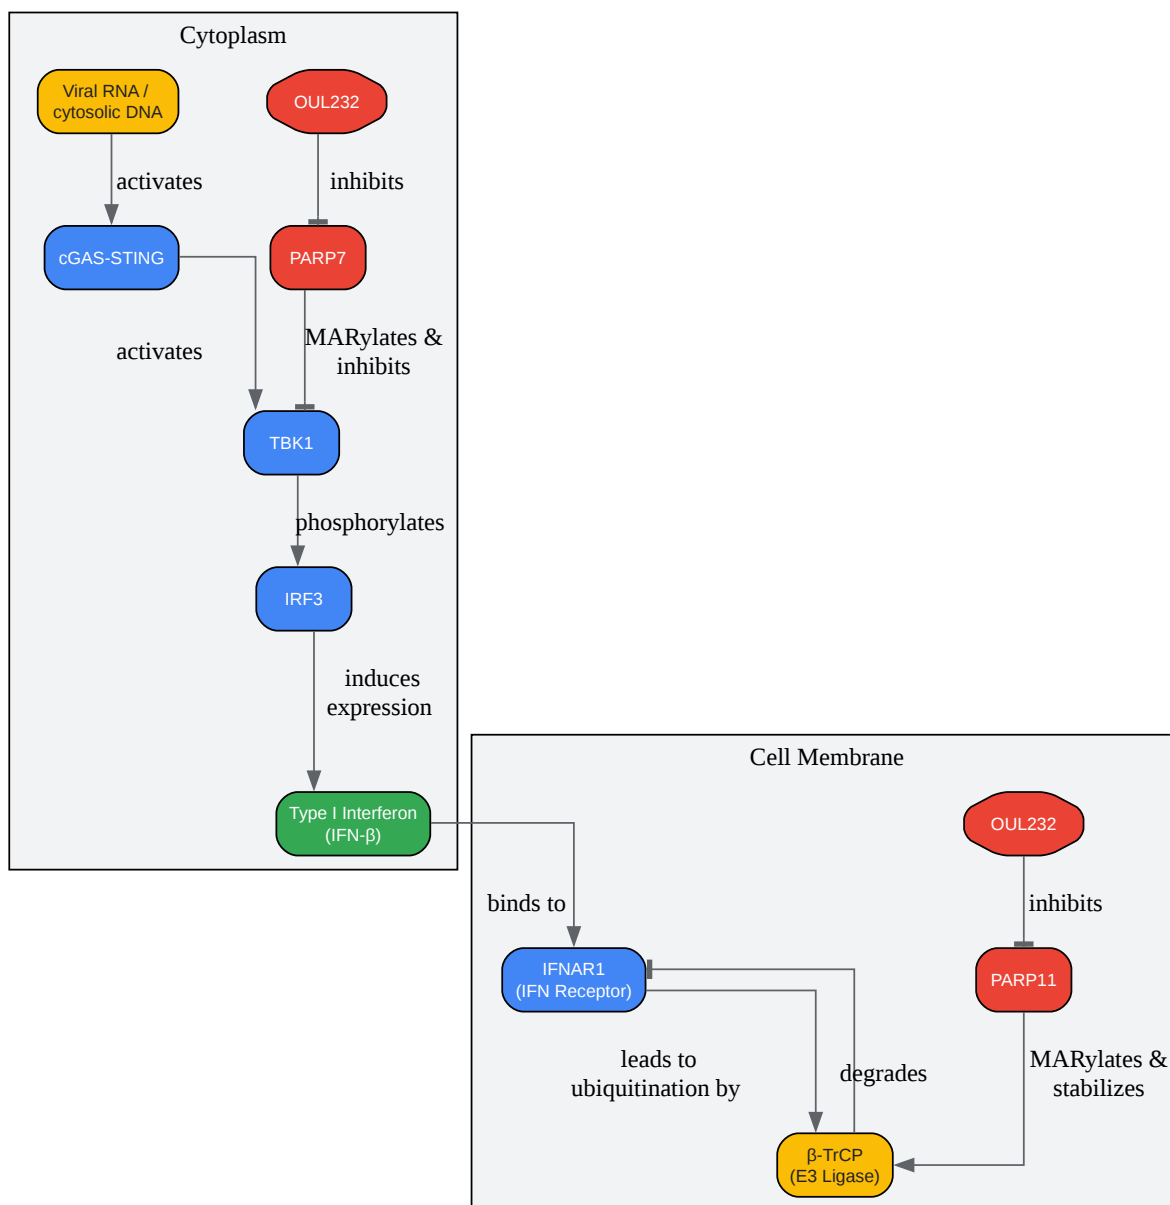 Cytoplasm
Viral RNA /
cytosolic DNA
OUL232
activates
inhibits
cGAS-STING
PARP7
activates
MARylates &
inhibits
TBK1
phosphorylates
IRF3
induces
expression
Type I Interferon
(IFN-β)
Cell Membrane
OUL232
binds to
inhibits
IFNAR1
(IFN Receptor)
PARP11
leads to
ubiquitination by
degrades
MARylates &
stabilizes
β-TrCP
(E3 Ligase)